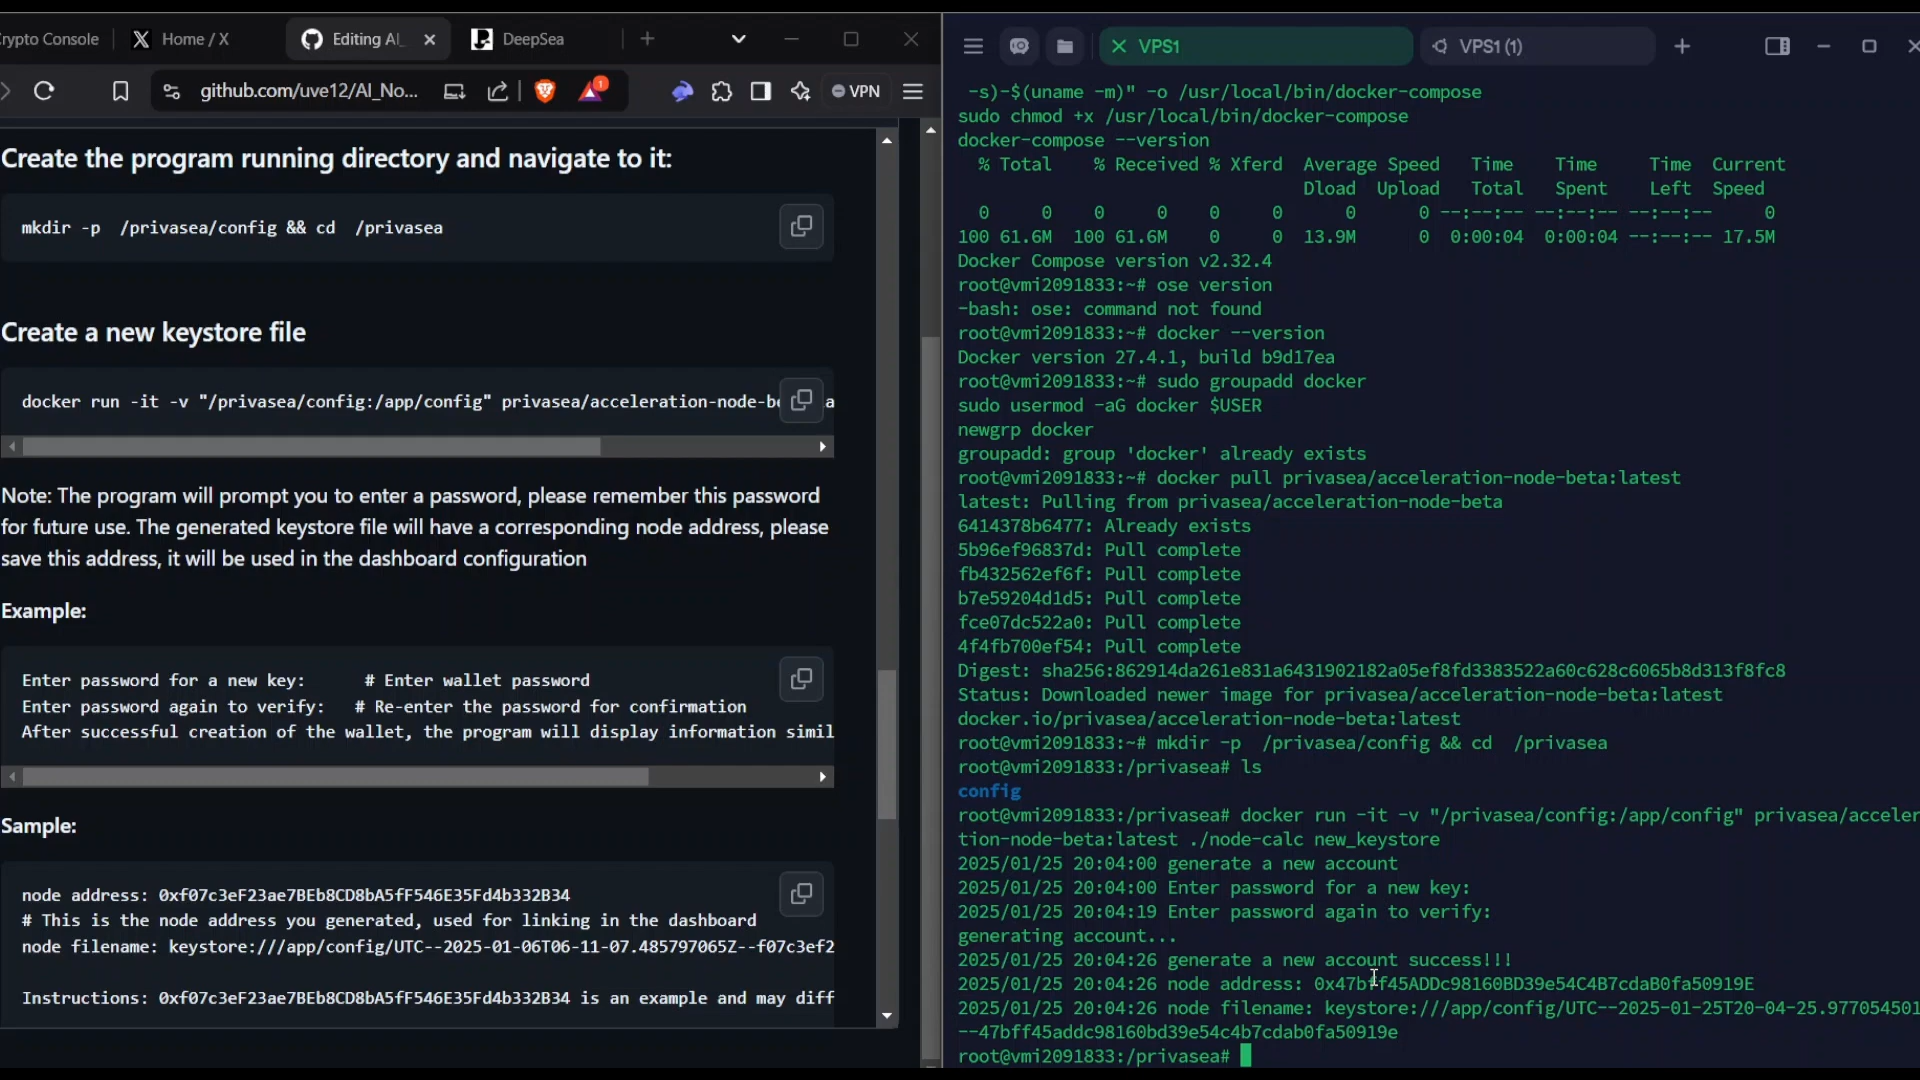 rypto Console
Home / X
Editing AI_
DeepSea
github.com/uve12/AI_No...
1
VPN
Create the program running directory and navigate to it:
mkdir -p  /privasea/config && cd  /privasea
Create a new keystore file
docker run -it -v "/privasea/config:/app/config" privasea/acceleration-node-be
Note: The program will prompt you to enter a password, please remember this password
for future use. The generated keystore file will have a corresponding node address, please
save this address, it will be used in the dashboard configuration
Example:
Enter password for a new key:      # Enter wallet password
Enter password again to verify:   # Re-enter the password for confirmation
After successful creation of the wallet, the program will display information simil
Sample:
node address: 0xf07c3eF23ae7BEb8CD8bA5fF546E35Fd4b332B34
# This is the node address you generated, used for linking in the dashboard
node filename: keystore:///app/config/UTC--2025-01-06T06-11-07.485797065Z--f07c3ef2
Instructions: 0xf07c3eF23ae7BEb8CD8bA5fF546E35Fd4b332B34 is an example and may diff
VPS1
VPS1 (1)
-s)-$(uname -m)" -o /usr/local/bin/docker-compose
sudo chmod +x /usr/local/bin/docker-compose
docker-compose --version
% Total    % Received % Xferd  Average Speed   Time    Time     Time  Current
Dload  Upload   Total   Spent    Left  Speed
0     0    0     0    0     0      0      0 --:--:-- --:--:-- --:--:--     0
100 61.6M  100 61.6M    0     0  13.9M      0  0:00:04  0:00:04 --:--:-- 17.5M
Docker Compose version v2.32.4
root@vmi2091833:~# ose version
-bash: ose: command not found
root@vmi2091833:~# docker --version
Docker version 27.4.1, build b9d17ea
root@vmi2091833:~# sudo groupadd docker
sudo usermod -aG docker $USER
newgrp docker
groupadd: group 'docker' already exists
root@vmi2091833:~# docker pull privasea/acceleration-node-beta:latest
latest: Pulling from privasea/acceleration-node-beta
6414378b6477: Already exists
5b96ef96837d: Pull complete
fb432562ef6f: Pull complete
b7e59204d1d5: Pull complete
fce07dc522a0: Pull complete
4f4fb700ef54: Pull complete
Digest: sha256:862914da261e831a6431902182a05ef8fd3383522a60c628c6065b8d313f8fc8
Status: Downloaded newer image for privasea/acceleration-node-beta:latest
docker.io/privasea/acceleration-node-beta:latest
root@vmi2091833:~# mkdir -p  /privasea/config && cd  /privasea
root@vmi2091833:/privasea# ls
config
root@vmi2091833:/privasea# docker run -it -v "/privasea/config:/app/config" privasea/acceler
tion-node-beta:latest ./node-calc new_keystore
2025/01/25 20:04:00 generate a new account
2025/01/25 20:04:00 Enter password for a new key:
2025/01/25 20:04:19 Enter password again to verify:
generating account...
2025/01/25 20:04:26 generate a new account success!!!
2025/01/25 20:04:26 node address: 0x47bff45ADDc98160BD39e54C4B7cdaB0fa50919E
2025/01/25 20:04:26 node filename: keystore:///app/config/UTC--2025-01-25T20-04-25.977054501
--47bff45addc98160bd39e54c4b7cdab0fa50919e
root@vmi2091833:/privasea#